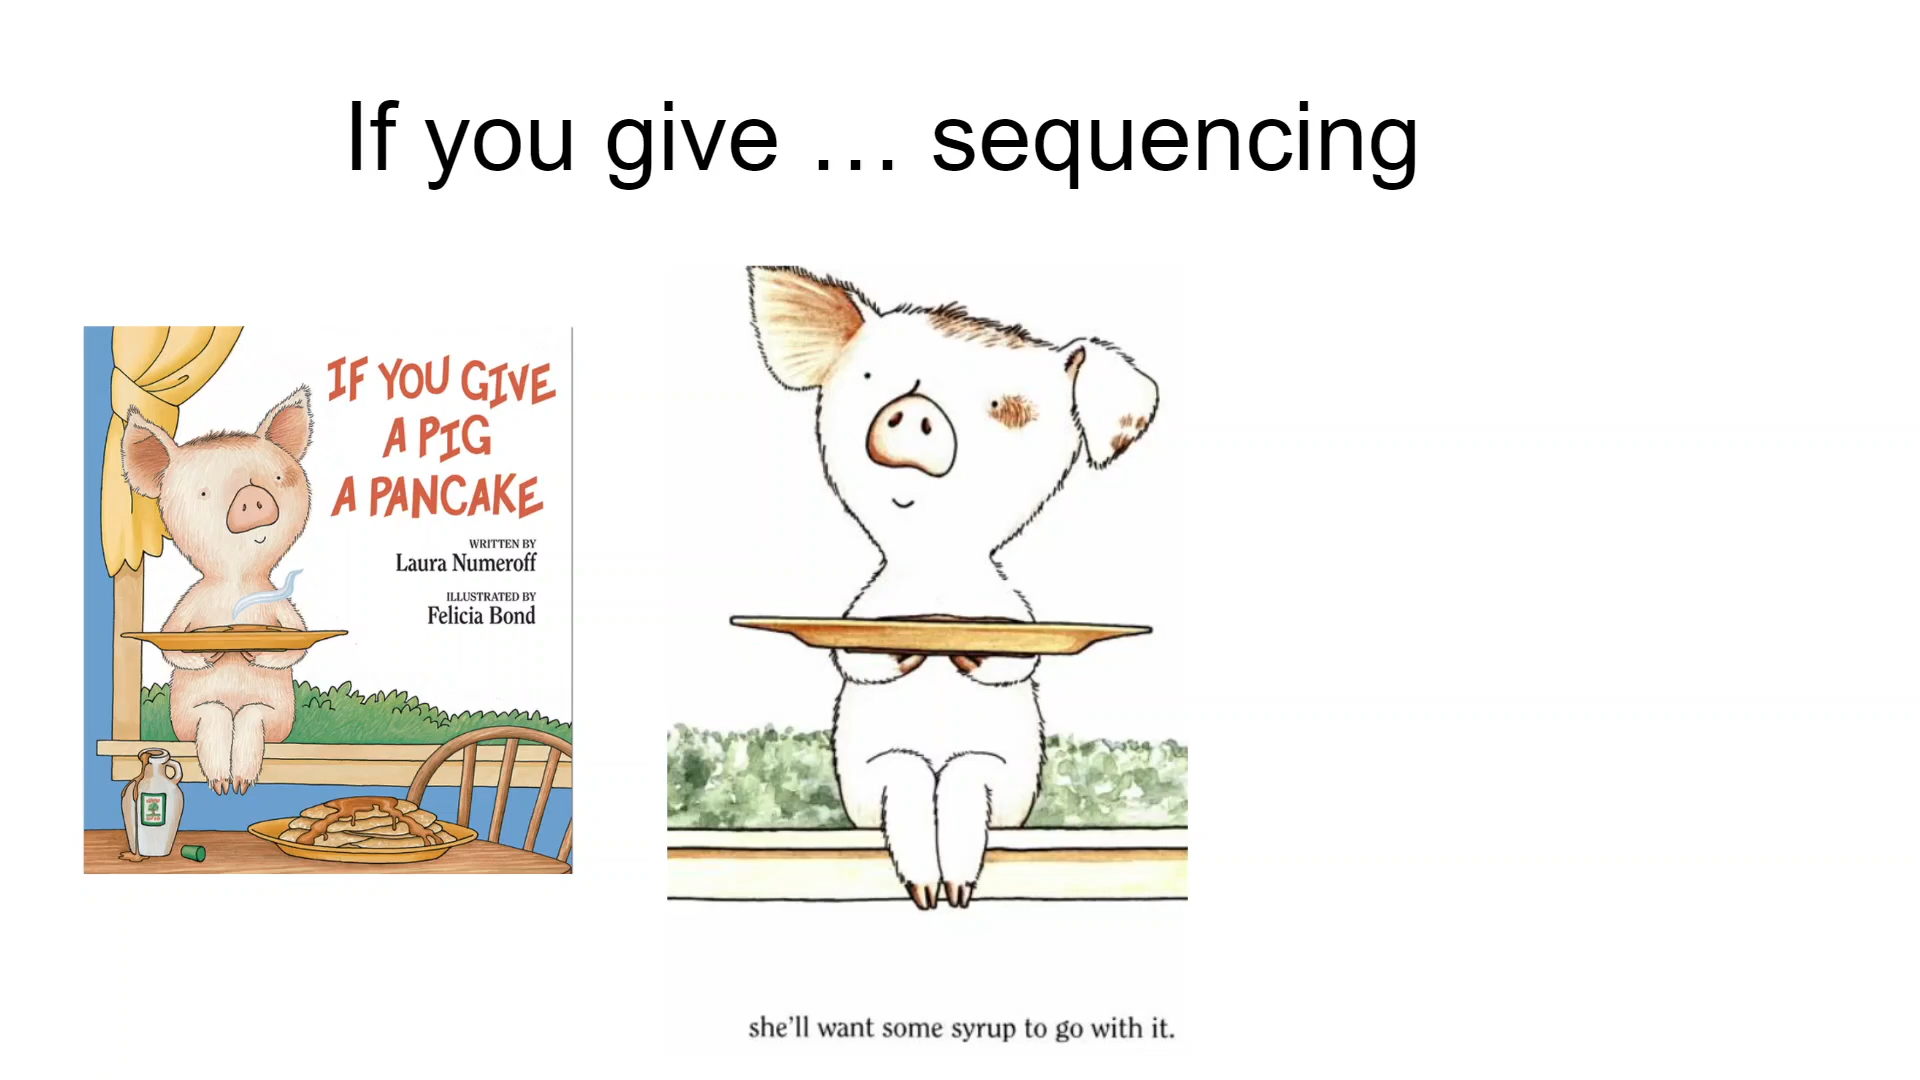 If you give … sequencing
IF YOU GIVE
A PIG
A PANCAKE
WRITTEN BY
Laura Numeroff
ILLUSTRATED BY
Felicia Bond
she’ll want some syrup to go with it.